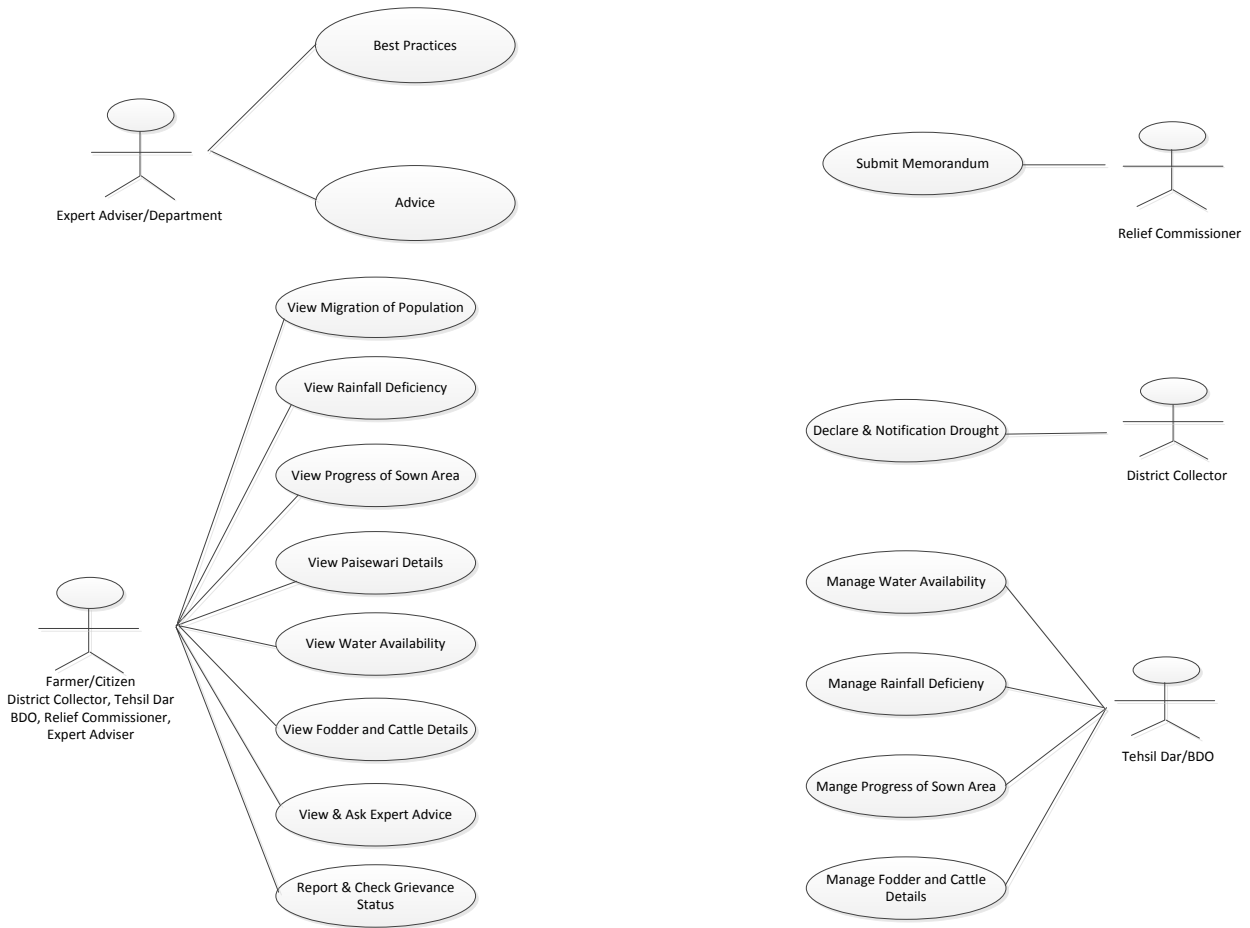 Best Practices
Advice
Expert Adviser/Department
Submit Memorandum
Relief Commissioner
View Migration of Population
View Rainfall Deficiency
View Progress of Sown Area
View Paisewari Details
View Water Availability
View Fodder and Cattle Details
View & Ask Expert Advice
Report & Check Grievance
Status
Farmer/Citizen
District Collector, Tehsil Dar
BDO, Relief Commissioner,
Expert Adviser
Declare & Notification Drought
District Collector
Manage Water Availability
Manage Rainfall Deficieny
Mange Progress of Sown Area
Manage Fodder and Cattle
Details
Tehsil Dar/BDO